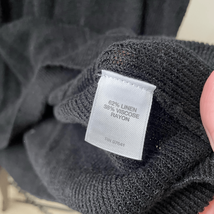 62% LINEN
38% VISCOSE
RAYON